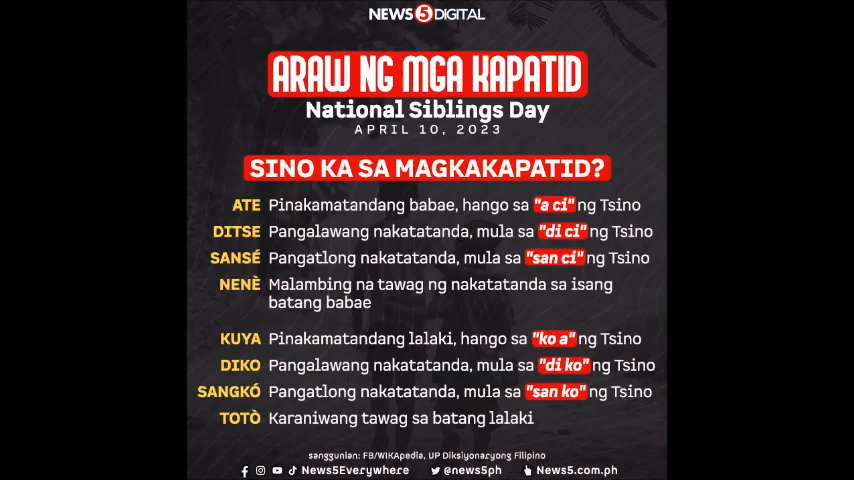 NEWS 5 DIGITAL
ARAW NG MGA KAPATID
National Siblings Day
APRIL 10, 2023
SINO KA SA MAGKAKAPATID?
ATE Pinakamatandang babae, hango sa "a ci" ng Tsino
DITSE Pangalawang nakatatanda, mula sa "di ci" ng Tsino
SANSÉ Pangatlong nakatatanda, mula sa "san ci" ng Tsino
NENÈ Malambing na tawag ng nakatatanda sa isang
batang babae
KUYA Pinakamatandang lalaki, hango sa "ko a" ng Tsino
DIKO Pangalawang nakatatanda, mula sa "di ko" ng Tsino
SANGKÓ Pangatlong nakatatanda, mula sa "san ko" ng Tsino
TOTÒ Karaniwang tawag sa batang lalaki
sanggunian: FB/WIKApedia, UP Diksiyonaryong Filipino
News5Everywhere @news5ph News5.com.ph